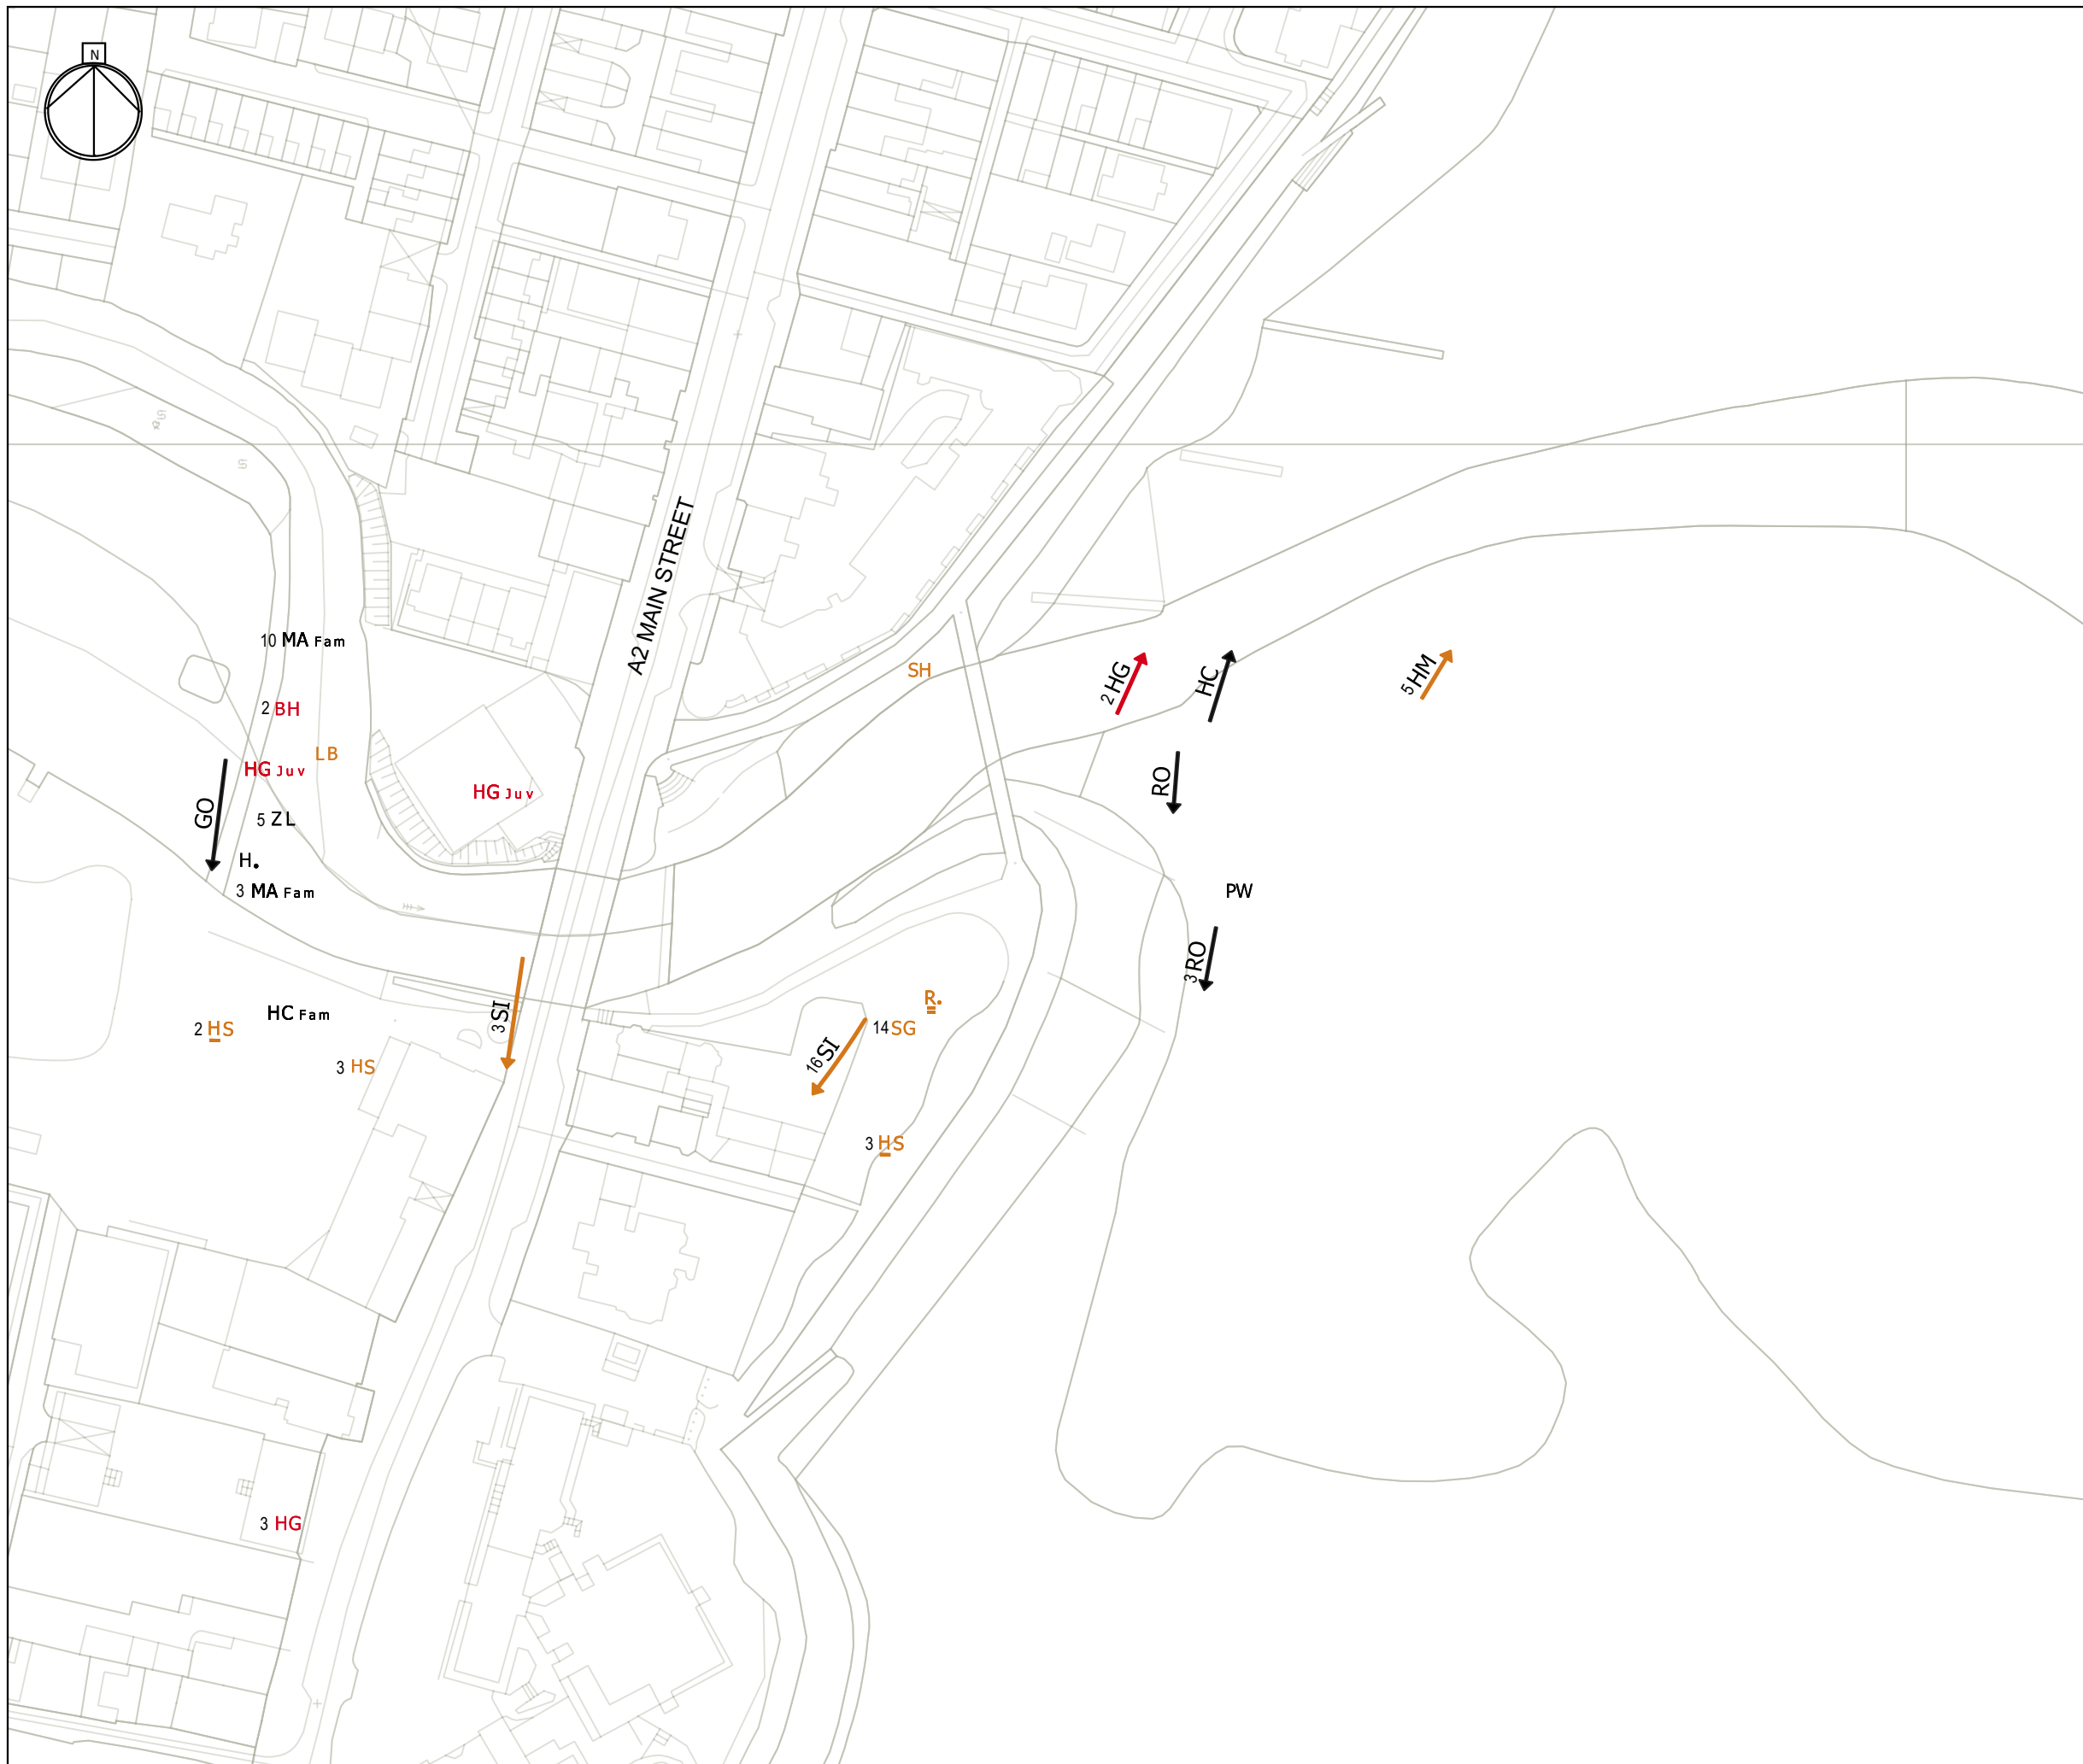 N
A2 MAIN STREET
10 MA Fam
SH
2 HG
HC
5 HM
2 BH
LB
HG Juv
HG Juv
RO
GO
5 ZL
H.
3 MA Fam
PW
3 RO
R.
3 SI
HC Fam
2 HS
14 SG
16 SI
3 HS
3 HS
3 HG